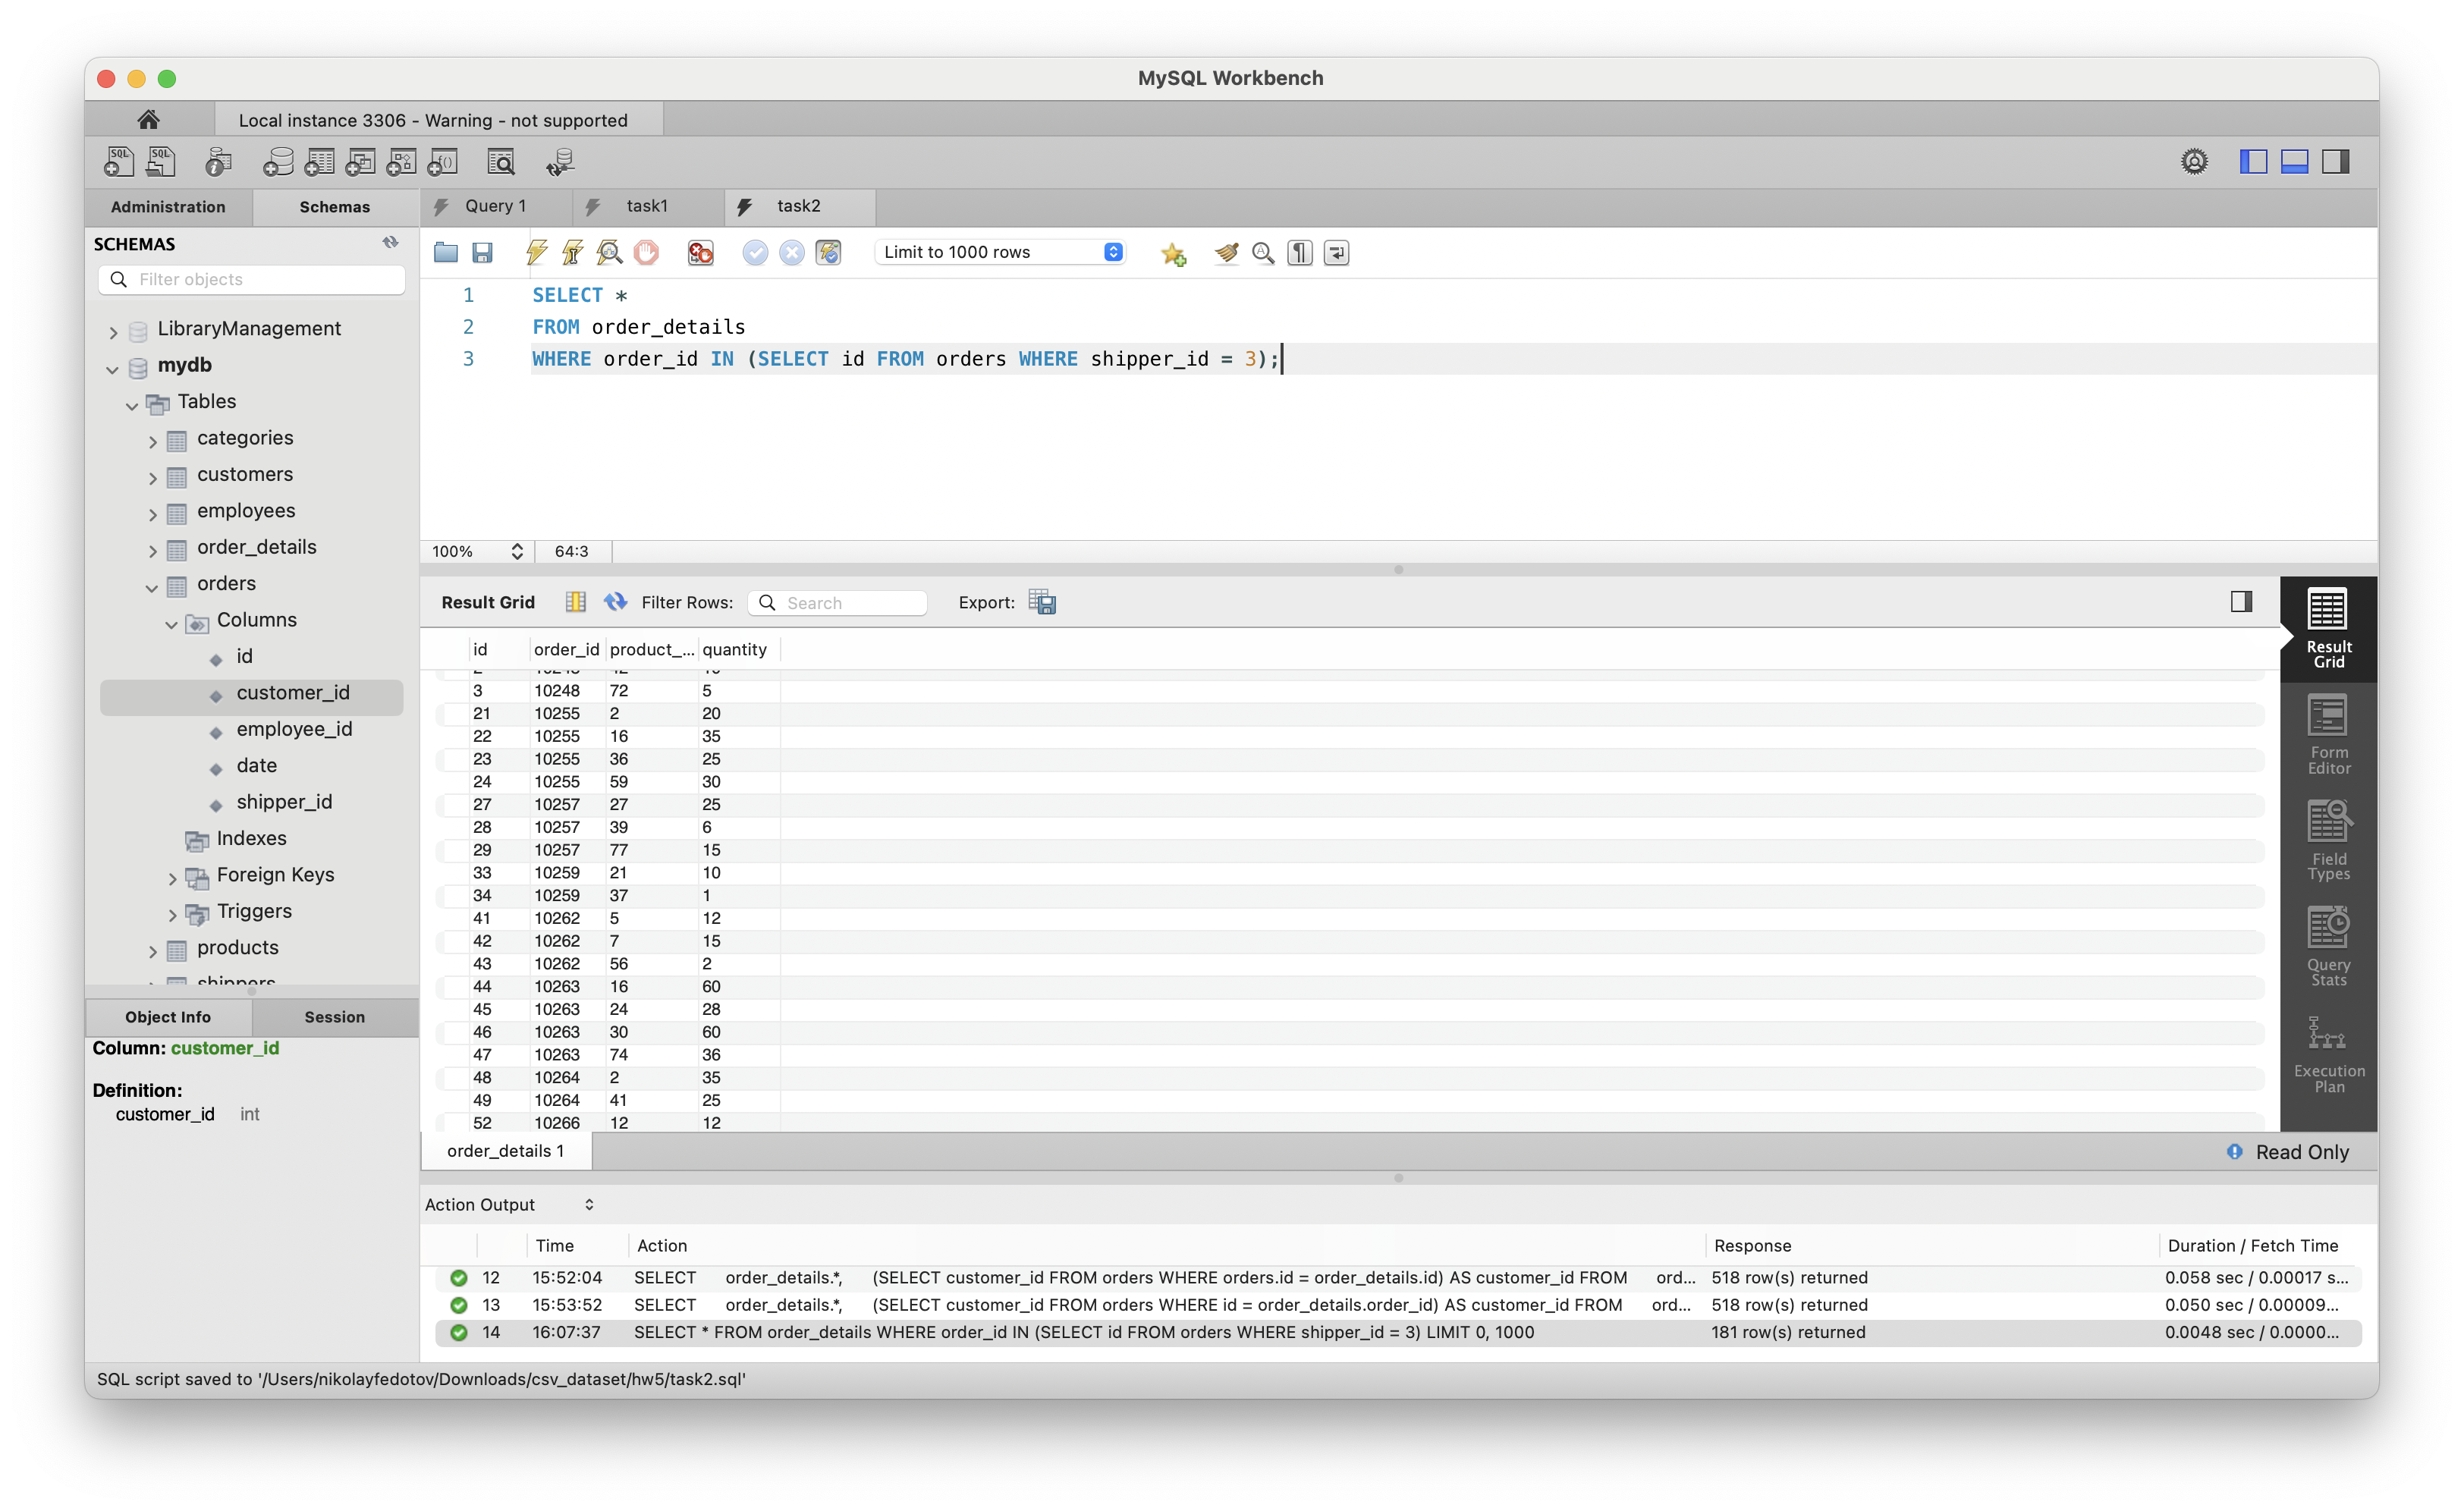 MySQL Workbench
Local instance 3306 - Warning - not supported
Administration
Schemas
Query 1
task1
task2
SCHEMAS
Filter objects
Limit to 1000 rows
LibraryManagement
mydb
Tables
categories
customers
employees
order_details
orders
Columns
id
customer_id
employee_id
date
shipper_id
Indexes
Foreign Keys
Triggers
products
shippers
1 SELECT *
2 FROM order_details
3 WHERE order_id IN (SELECT id FROM orders WHERE shipper_id = 3);
100% 64:3
Result Grid Filter Rows: Search Export:
id order_id product_... quantity
3 10248 72 5
21 10255 2 20
22 10255 16 35
23 10255 36 25
24 10255 59 30
27 10257 27 25
28 10257 39 6
29 10257 77 15
33 10259 21 10
34 10259 37 1
41 10262 5 12
42 10262 7 15
43 10262 56 2
44 10263 16 60
45 10263 24 28
46 10263 30 60
47 10263 74 36
48 10264 2 35
49 10264 41 25
52 10266 12 12
Result
Grid
Form
Editor
Field
Types
Query
Stats
Execution
Plan
Object Info
Session
Column: customer_id
Definition:
customer_id int
order_details 1
Read Only
Action Output
Time Action Response Duration / Fetch Time
12 15:52:04 SELECT order_details.*, (SELECT customer_id FROM orders WHERE orders.id = order_details.id) AS customer_id FROM ord... 518 row(s) returned 0.058 sec / 0.00017 s...
13 15:53:52 SELECT order_details.*, (SELECT customer_id FROM orders WHERE id = order_details.order_id) AS customer_id FROM ord... 518 row(s) returned 0.050 sec / 0.00009...
14 16:07:37 SELECT * FROM order_details WHERE order_id IN (SELECT id FROM orders WHERE shipper_id = 3) LIMIT 0, 1000 181 row(s) returned 0.0048 sec / 0.0000...
SQL script saved to '/Users/nikolayfedotov/Downloads/csv_dataset/hw5/task2.sql'